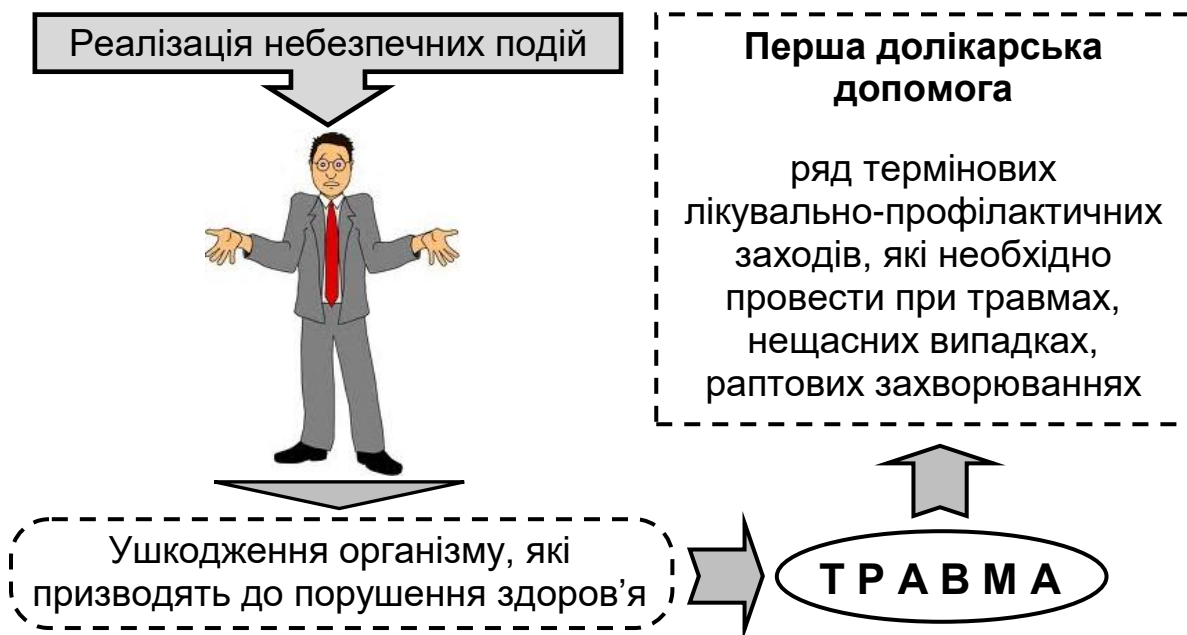 Реалізація небезпечних подій
Ушкодження організму, які
призводять до порушення здоров’я
Т Р А В М А
Перша долікарська
допомога
ряд термінових
лікувально-профілактичних
заходів, які необхідно
провести при травмах,
нещасних випадках,
раптових захворюваннях